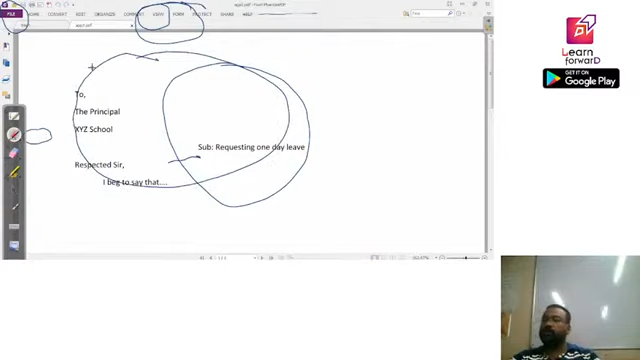 FILE HOME COMMENT VIEW FORM PROTECT SHARE HELP
To,
The Principal
XYZ School
Sub: Requesting one day leave
Respected Sir,
I beg to say that....
Learn
forwarD
GET IT ON
Google Play